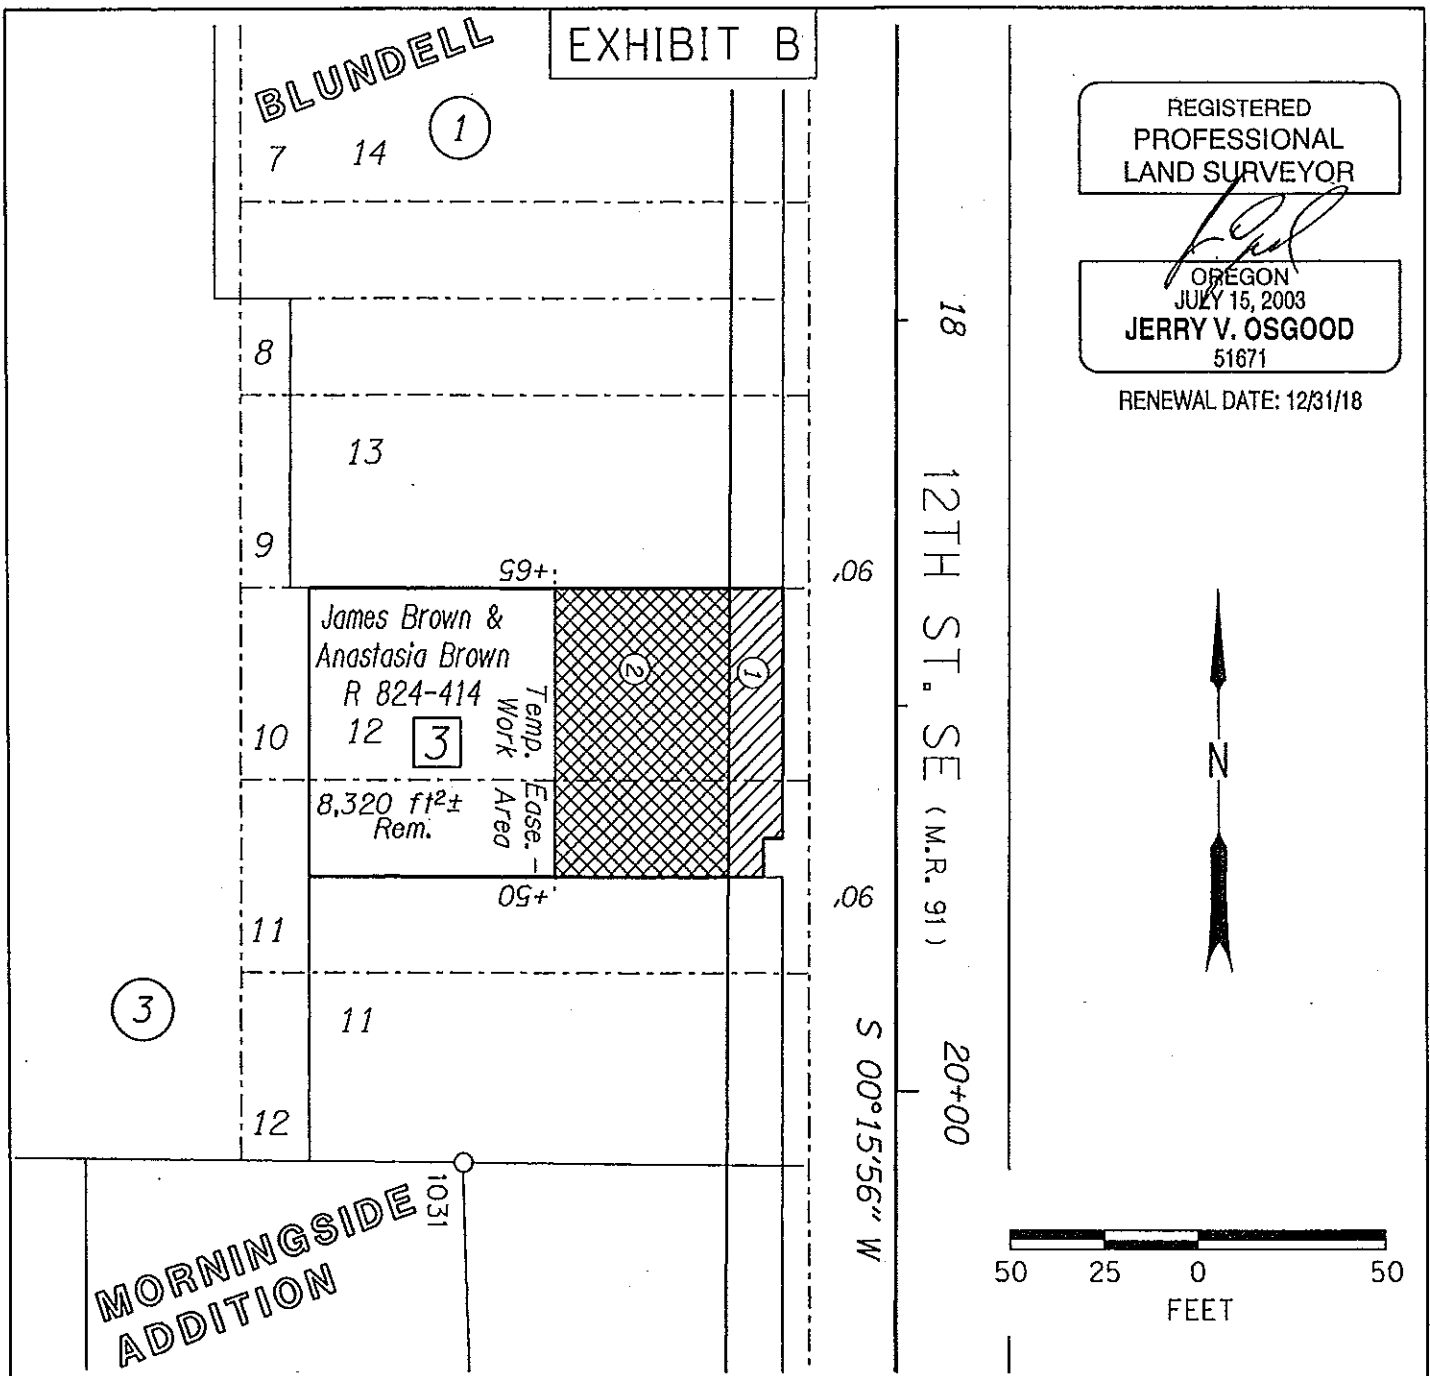 EXHIBIT B
BLUNDELL
1
7
14
REGISTERED
PROFESSIONAL
LAND SURVEYOR
OREGON
JULY 15, 2003
JERRY V. OSGOOD
51671
RENEWAL DATE: 12/31/18
18
8
13
9
+65
90'
12TH ST. SE (M.R. 91)
James Brown &
Anastasia Brown
R 824-414
12
3
8,320 ft²±
Rem.
Temp. Ease.-
Work Area
2
1
10
N
+50
90'
11
3
11
20+00
S 00°15'56" W
12
1031
MORNINGSIDE
ADDITION
50 25 0 50
FEET